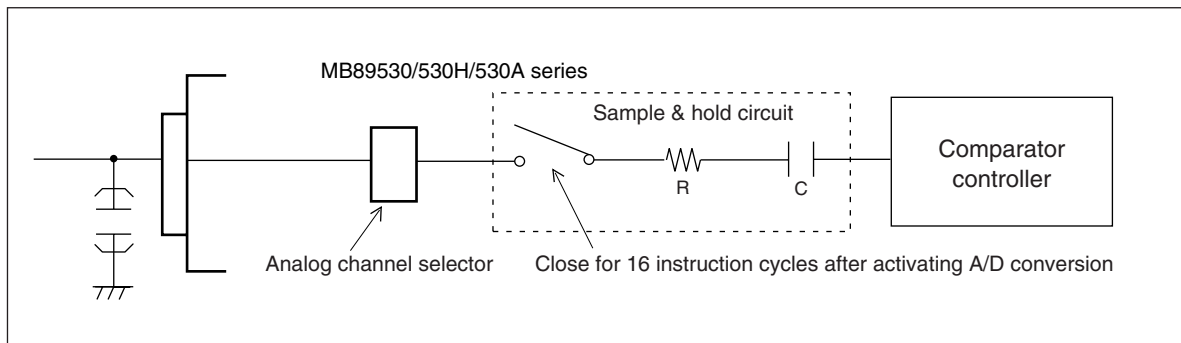 MB89530/530H/530A series
Sample & hold circuit
Comparator
controller
R
C
Analog channel selector
Close for 16 instruction cycles after activating A/D conversion